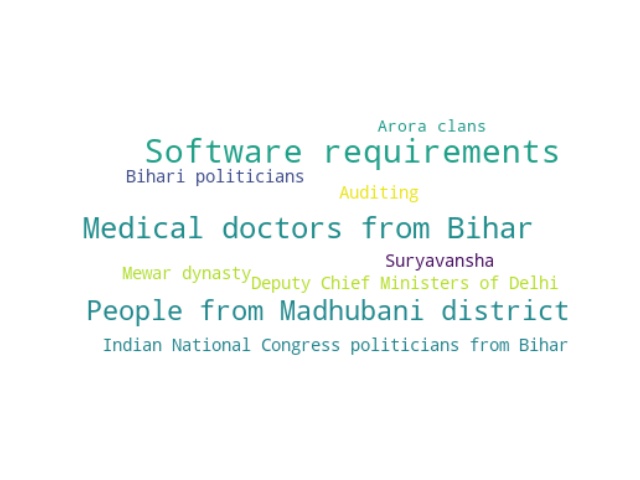 Arora clans
Software requirements
Bihari politicians
Auditing
Medical doctors from Bihar
Suryavansha
Mewar dynasty
Deputy Chief Ministers of Delhi
People from Madhubani district
Indian National Congress politicians from Bihar